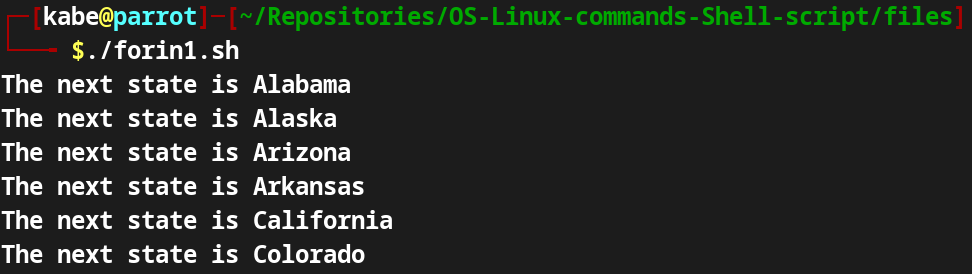 ┌─[kabe@parrot]─[~/Repositories/OS-Linux-commands-Shell-script/files]
└──╼ $./forin1.sh
The next state is Alabama
The next state is Alaska
The next state is Arizona
The next state is Arkansas
The next state is California
The next state is Colorado